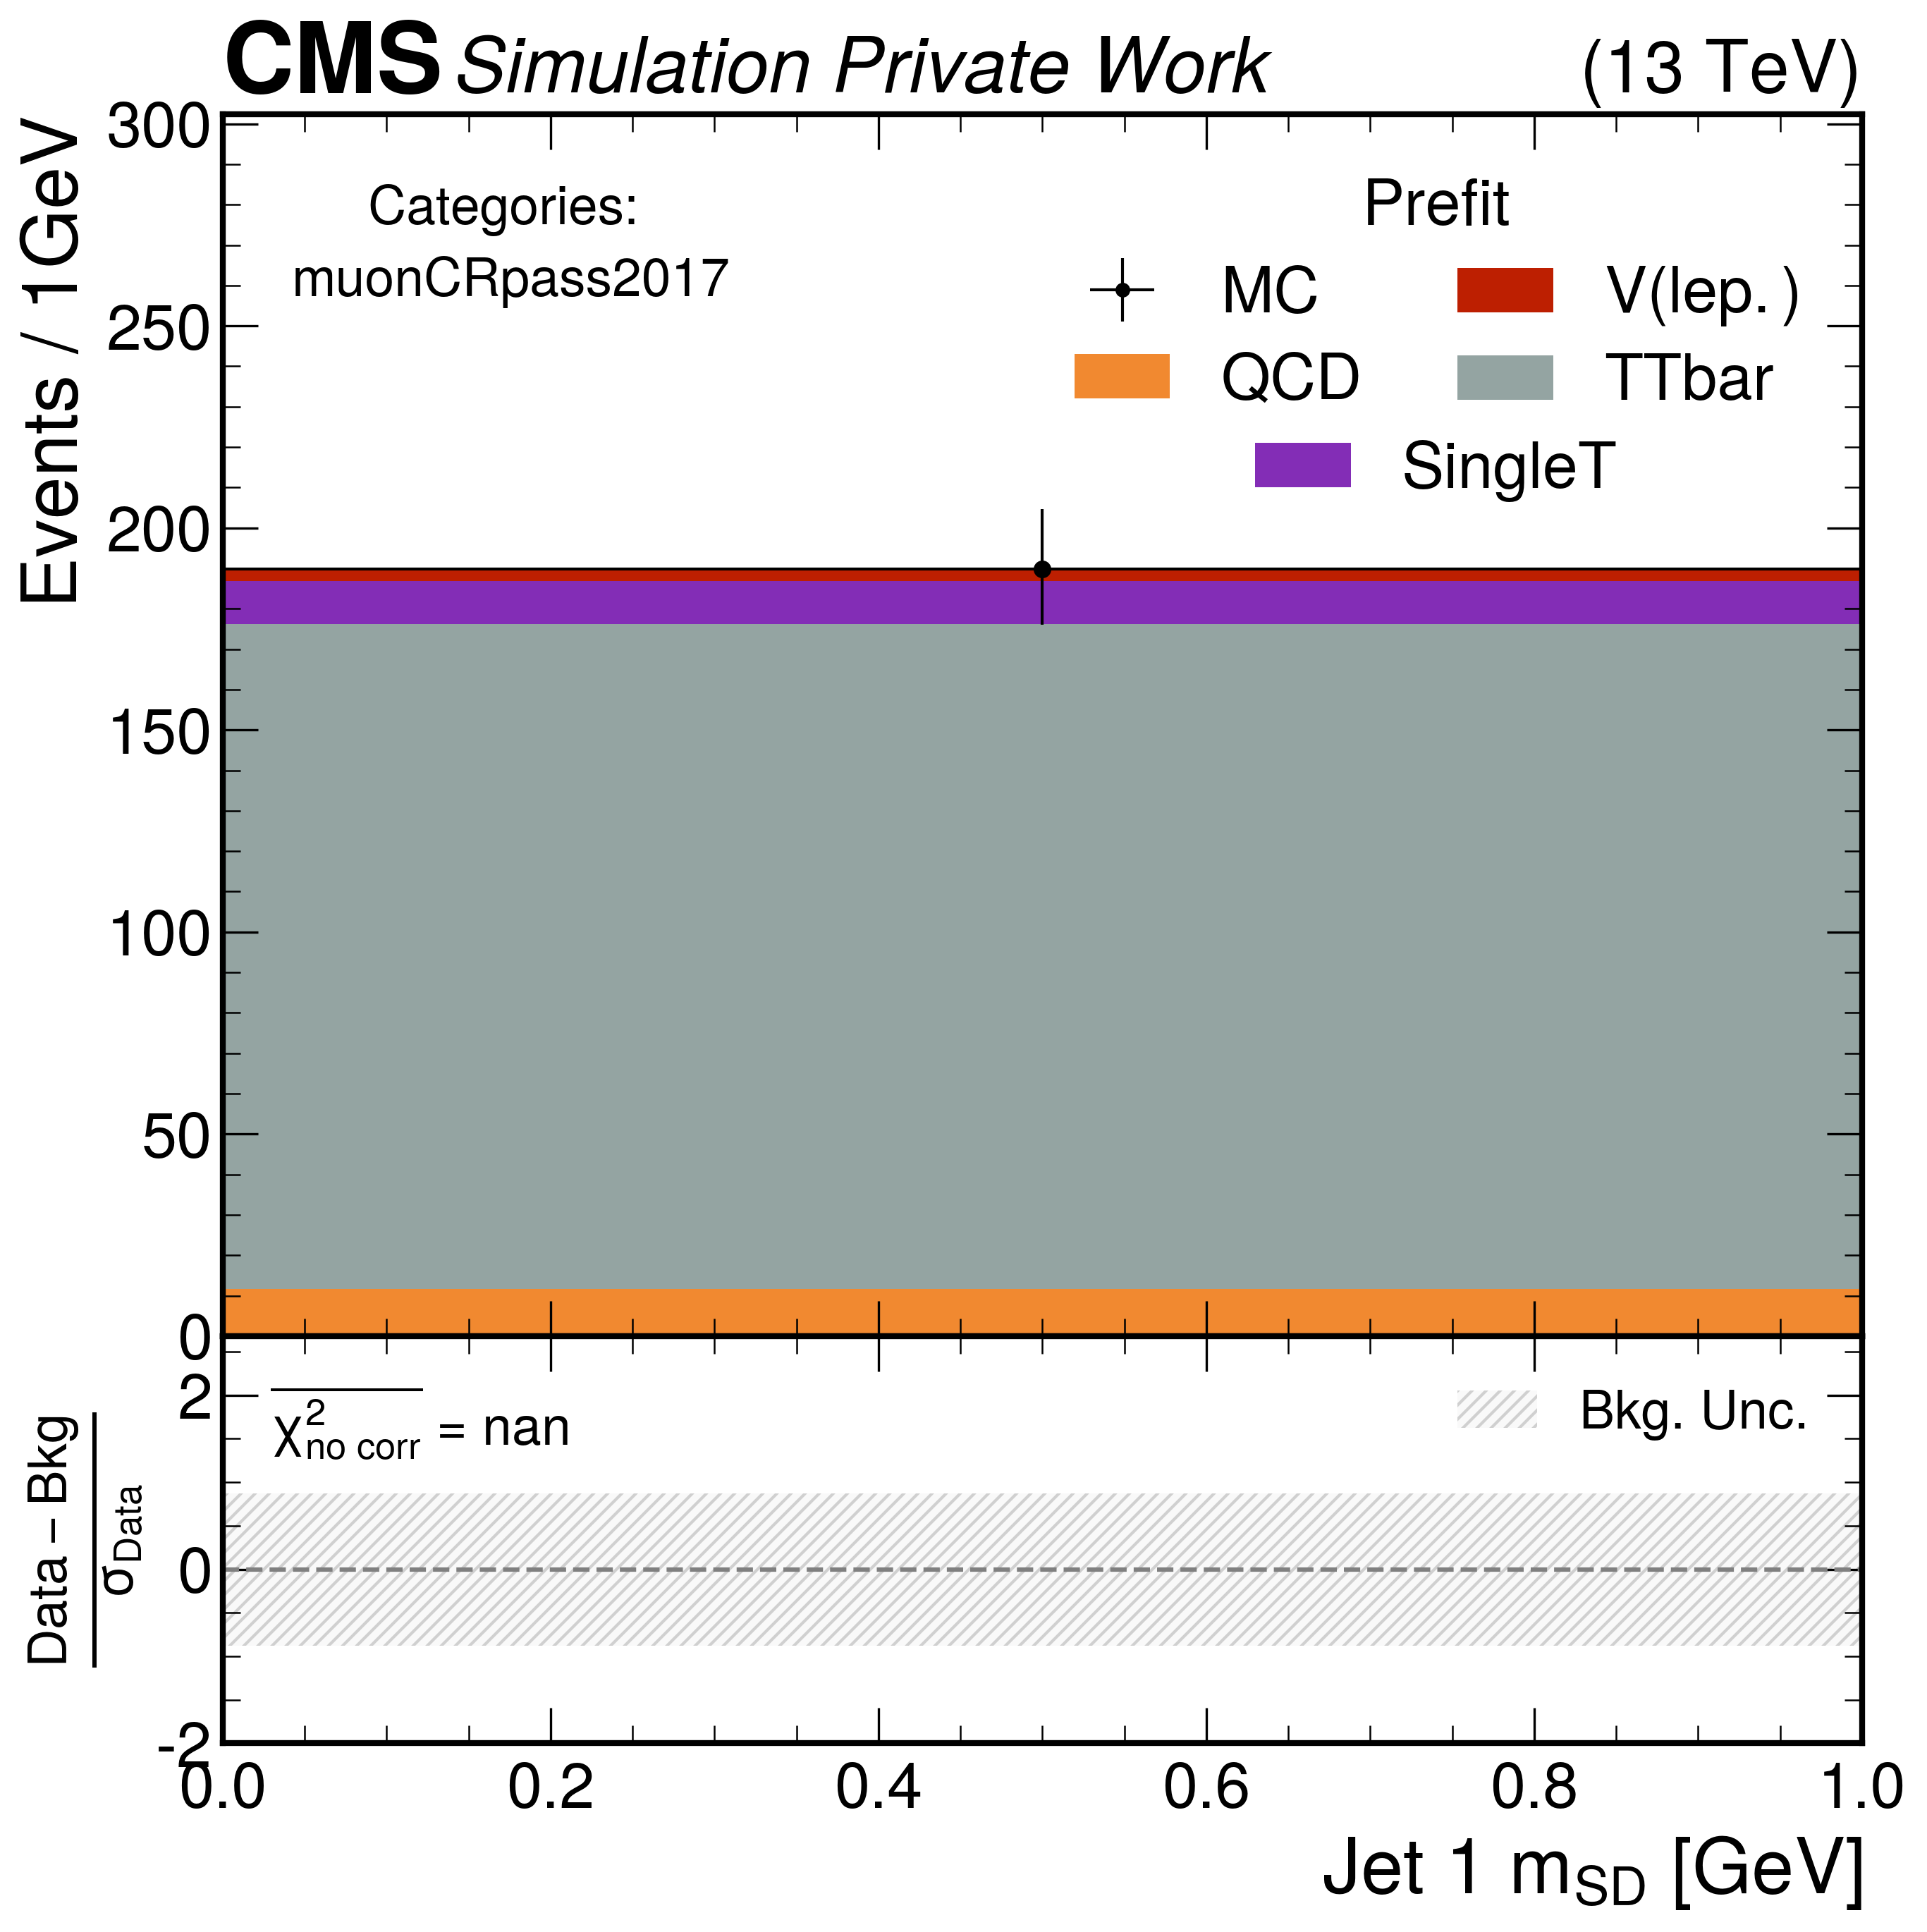 CMS Simulation Private Work (13 TeV)
Events / 1 GeV
300
250
200
150
100
50
0
Categories:
muonCRpass2017
Prefit
MC
V(lep.)
QCD
TTbar
SingleT
Data − Bkg
σData
2
0
-2
χ²no corr = nan
Bkg. Unc.
0.0 0.2 0.4 0.6 0.8 1.0
Jet 1 mSD [GeV]